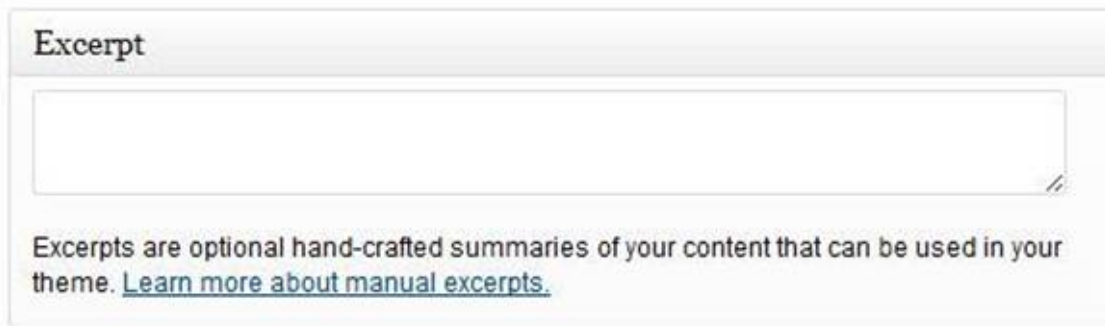 Excerpt
Excerpts are optional hand-crafted summaries of your content that can be used in your
theme. Learn more about manual excerpts.